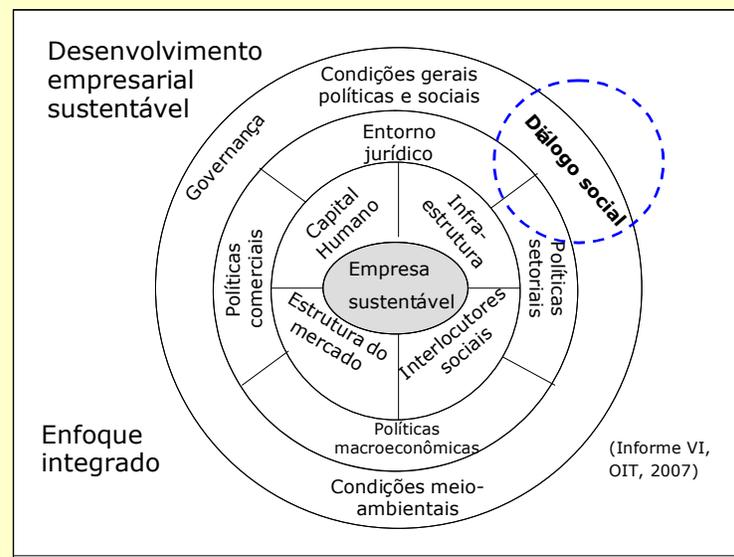 Desenvolvimento
empresarial
sustentável
Condições gerais
políticas e sociais
Governança
Diálogo social
Entorno
jurídico
Capital
Humano
Infra-
estrutura
Políticas
comerciais
Políticas
setoriais
Empresa
sustentável
Estrutura do
mercado
Interlocutores
sociais
Políticas
macroeconômicas
Condições meio-
ambientais
Enfoque
integrado
(Informe VI,
OIT, 2007)